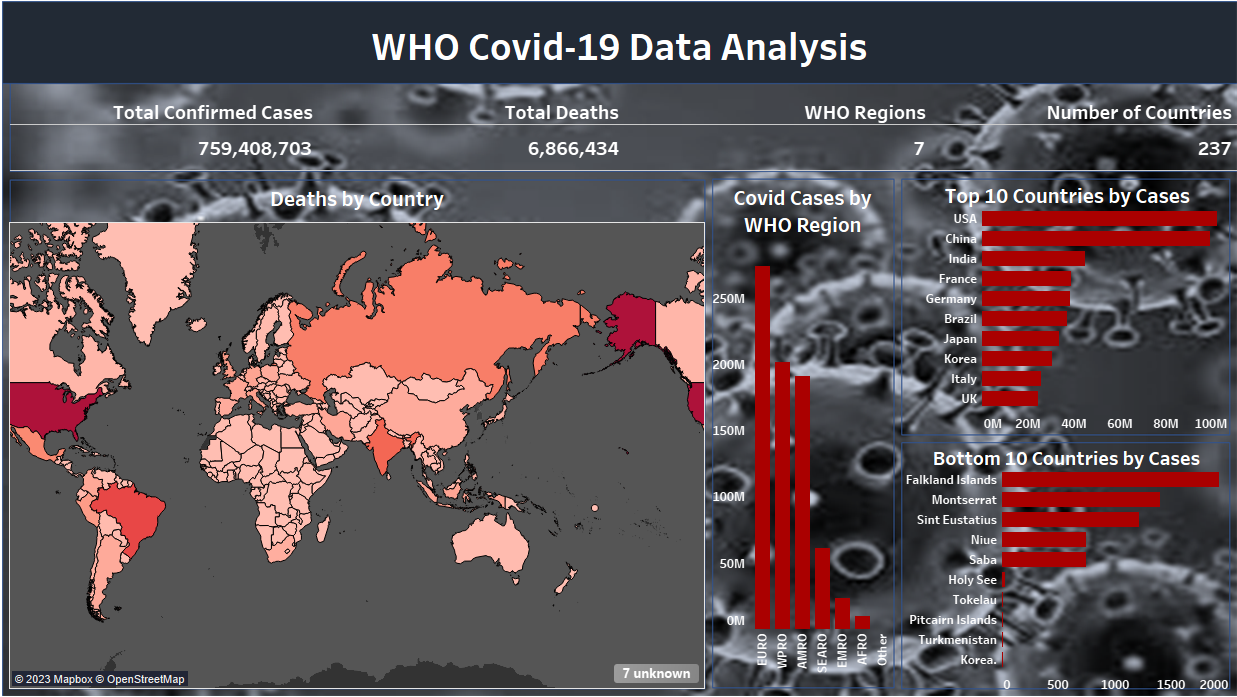 WHO Covid-19 Data Analysis
Total Confirmed Cases
Total Deaths
WHO Regions
Number of Countries
759,408,703
6,866,434
7
237
Deaths by Country
© 2023 Mapbox © OpenStreetMap
7 unknown
Covid Cases by
WHO Region
250M
200M
150M
100M
50M
0M
EURO
WPRO
AMRO
SEARO
EMRO
AFRO
Other
Top 10 Countries by Cases
USA
China
India
France
Germany
Brazil
Japan
Korea
Italy
UK
0M 20M 40M 60M 80M 100M
Bottom 10 Countries by Cases
Falkland Islands
Montserrat
Sint Eustatius
Niue
Saba
Holy See
Tokelau
Pitcairn Islands
Turkmenistan
Korea.
0 500 1000 1500 2000